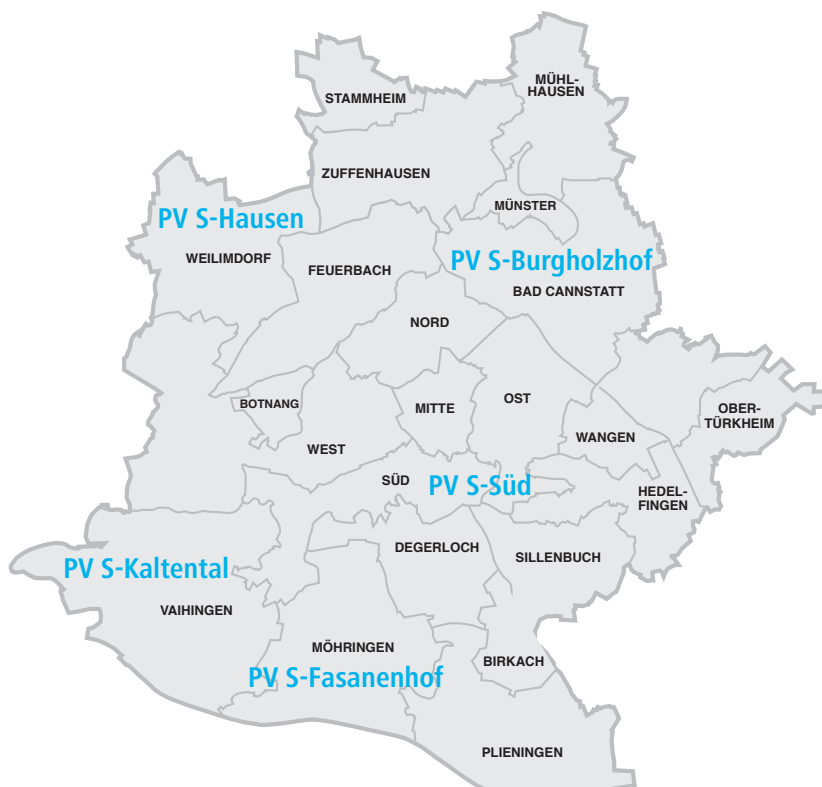 MÜHL-
HAUSEN
STAMMHEIM
ZUFFENHAUSEN
MÜNSTER
PV S-Hausen
WEILIMDORF
FEUERBACH
PV S-Burgholzhof
BAD CANNSTATT
NORD
BOTNANG
MITTE
OST
OBER-
TÜRKHEIM
WANGEN
WEST
SÜD
PV S-Süd
HEDEL-
FINGEN
DEGERLOCH
SILLENBUCH
PV S-Kaltental
VAIHINGEN
MÖHRINGEN
PV S-Fasanenhof
BIRKACH
PLIENINGEN